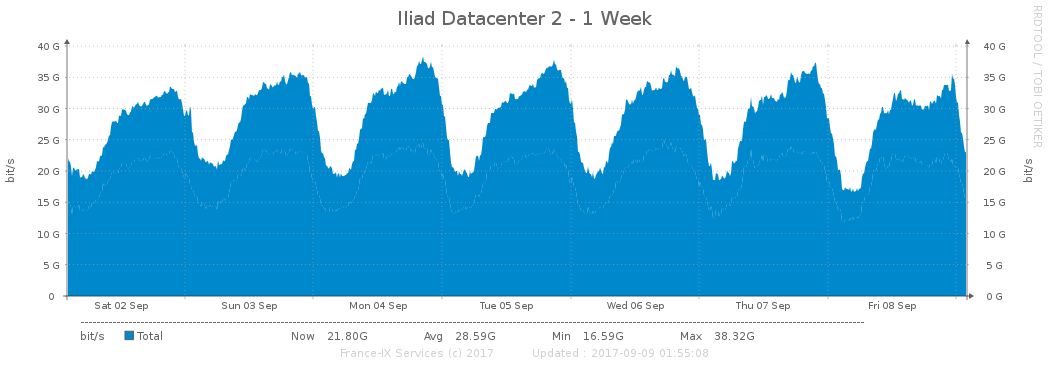 Iliad Datacenter 2 - 1 Week
RRDTOOL / TOBI OETIKER
40 G 40 G
35 G 35 G
30 G 30 G
25 G 25 G
20 G 20 G
15 G 15 G
10 G 10 G
5 G 5 G
0 0 G
bit/s
bit/s
Sat 02 Sep Sun 03 Sep Mon 04 Sep Tue 05 Sep Wed 06 Sep Thu 07 Sep Fri 08 Sep
bit/s Total Now 21.80G Avg 28.59G Min 16.59G Max 38.32G
France-IX Services (c) 2017 Updated : 2017-09-09 01:55:08